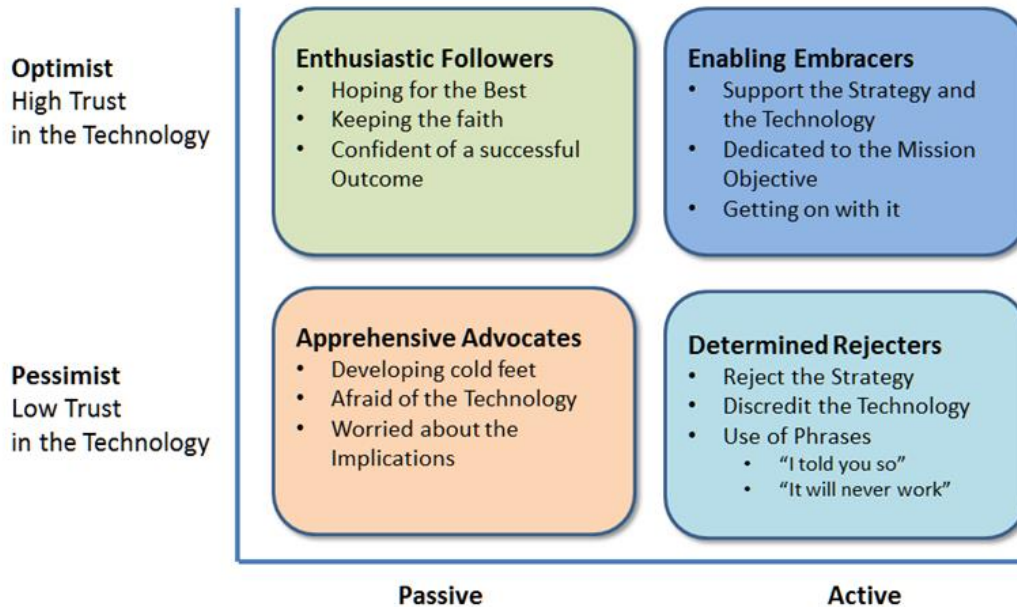 Optimist
High Trust
in the Technology
Enthusiastic Followers
• Hoping for the Best
• Keeping the faith
• Confident of a successful
Outcome
Enabling Embracers
• Support the Strategy and
the Technology
• Dedicated to the Mission
Objective
• Getting on with it
Pessimist
Low Trust
in the Technology
Apprehensive Advocates
• Developing cold feet
• Afraid of the Technology
• Worried about the
Implications
Determined Rejecters
• Reject the Strategy
• Discredit the Technology
• Use of Phrases
• “I told you so”
• “It will never work”
Passive
Active